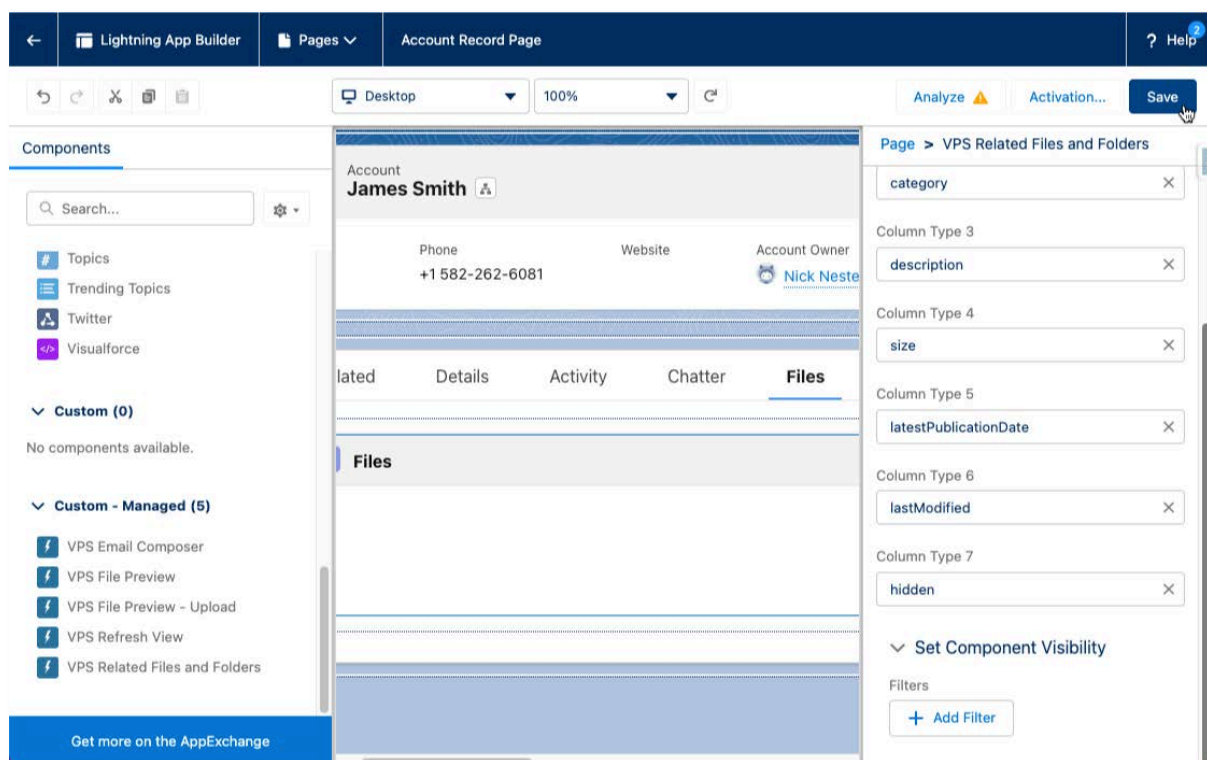 Lightning App Builder
Pages
Account Record Page
? Help
2
Desktop
100%
Analyze
Activation...
Save
Components
Search...
# Topics
Trending Topics
Twitter
</> Visualforce
Custom (0)
No components available.
Custom - Managed (5)
VPS Email Composer
VPS File Preview
VPS File Preview - Upload
VPS Refresh View
VPS Related Files and Folders
Get more on the AppExchange
Account
James Smith
Phone
Website
Account Owner
+1 582-262-6081
Nick Neste
lated
Details
Activity
Chatter
Files
Files
Page > VPS Related Files and Folders
category
Column Type 3
description
Column Type 4
size
Column Type 5
latestPublicationDate
Column Type 6
lastModified
Column Type 7
hidden
Set Component Visibility
Filters
+ Add Filter